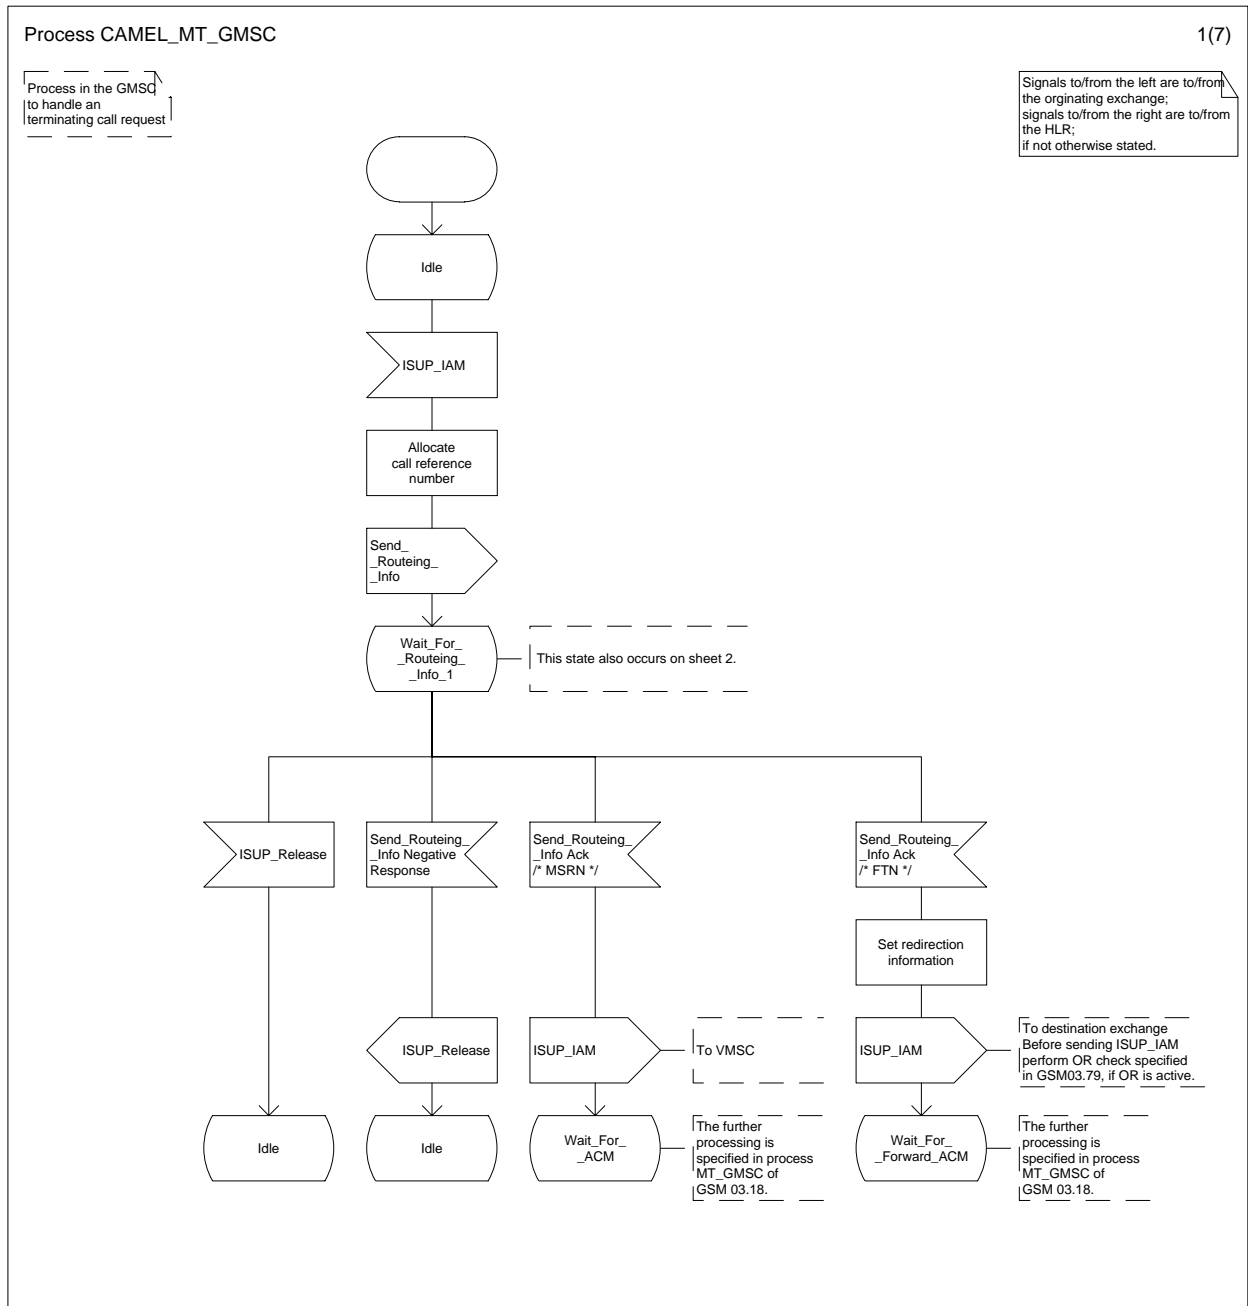 Process CAMEL_MT_GMSC
1(7)
Process in the GMSC
to handle an
terminating call request
Signals to/from the left are to/from
the orginating exchange;
signals to/from the right are to/from
the HLR;
if not otherwise stated.
Idle
ISUP_IAM
Allocate
call reference
number
Send_
_Routeing_
_Info
Wait_For_
_Routeing_
_Info_1
This state also occurs on sheet 2.
ISUP_Release
Send_Routeing_
_Info Negative
Response
Send_Routeing_
_Info Ack
/* MSRN */
Send_Routeing_
_Info Ack
/* FTN */
Set redirection
information
ISUP_Release
ISUP_IAM
To VMSC
ISUP_IAM
To destination exchange
Before sending ISUP_IAM
perform OR check specified
in GSM03.79, if OR is active.
Idle
Idle
Wait_For_
_ACM
The further
processing is
specified in process
MT_GMSC of
GSM 03.18.
Wait_For_
_Forward_ACM
The further
processing is
specified in process
MT_GMSC of
GSM 03.18.